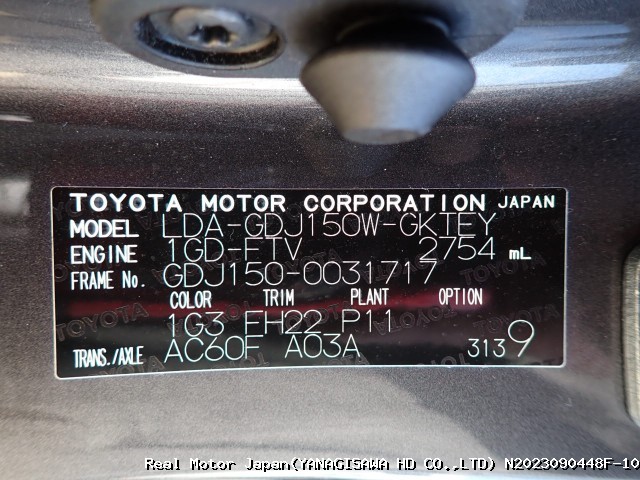 TOYOTA MOTOR CORPORATION JAPAN
MODEL LDA-GDJ150W-GKTEY
ENGINE 1GD-FTV 2754 mL
FRAME No. GDJ150-0031717
COLOR TRIM PLANT OPTION
1G3 FH22 P11
TRANS./AXLE AC60F A03A 3139
Real Motor Japan(YANAGISAWA HD CO.,LTD) N2023090448F-10